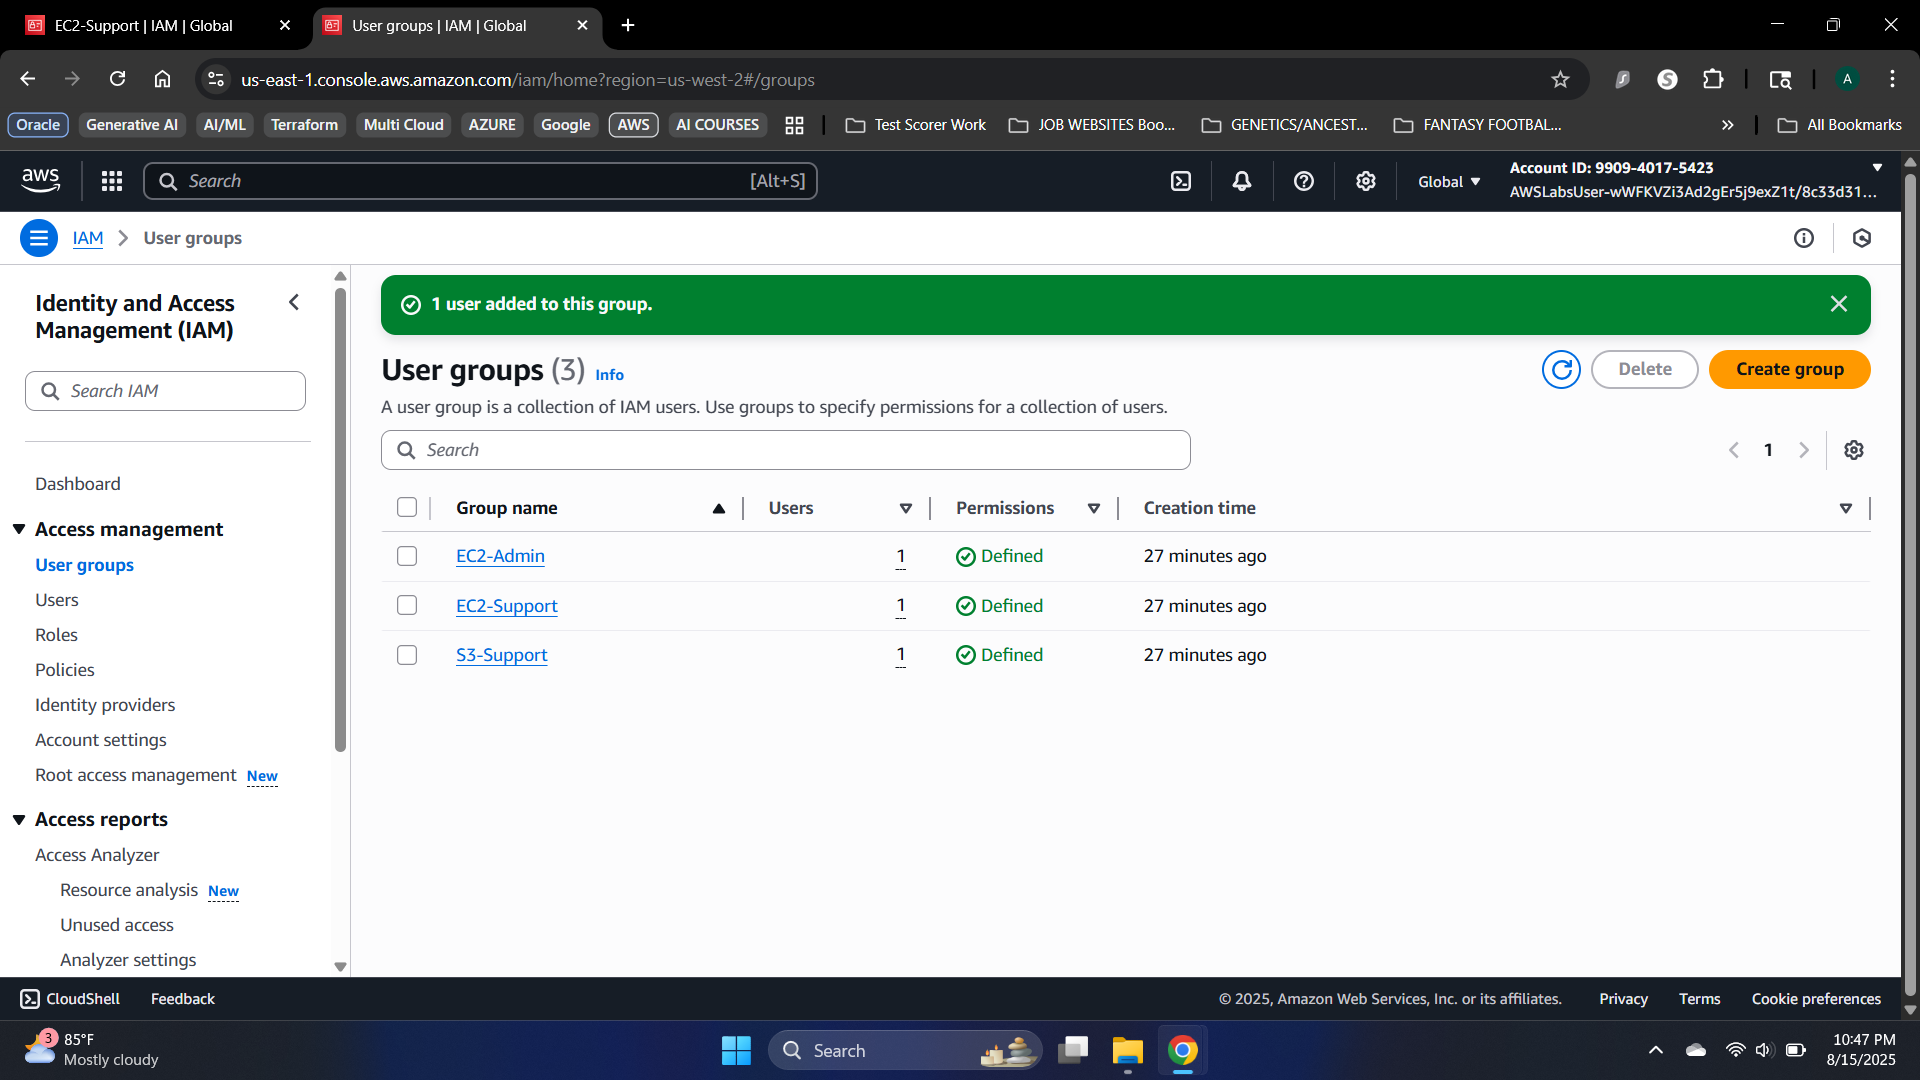 EC2-Support | IAM | Global
User groups | IAM | Global
us-east-1.console.aws.amazon.com/iam/home?region=us-west-2#/groups
A
Oracle Generative AI AI/ML Terraform Multi Cloud AZURE Google AWS AI COURSES Test Scorer Work JOB WEBSITES Boo... GENETICS/ANCEST... FANTASY FOOTBAL... All Bookmarks
aws
Search [Alt+S]
Global
Account ID: 9909-4017-5423
AWSLabsUser-wWFKVZi3Ad2gEr5j9exZ1t/8c33d31...
IAM User groups
Identity and Access
Management (IAM)
Search IAM
Dashboard
Access management
User groups
Users
Roles
Policies
Identity providers
Account settings
Root access management New
Access reports
Access Analyzer
Resource analysis New
Unused access
Analyzer settings
1 user added to this group.
User groups (3) Info
Delete
Create group
A user group is a collection of IAM users. Use groups to specify permissions for a collection of users.
Search
1
Group name Users Permissions Creation time
EC2-Admin 1 Defined 27 minutes ago
EC2-Support 1 Defined 27 minutes ago
S3-Support 1 Defined 27 minutes ago
CloudShell Feedback © 2025, Amazon Web Services, Inc. or its affiliates. Privacy Terms Cookie preferences
3
85°F
Mostly cloudy
Search
10:47 PM
8/15/2025